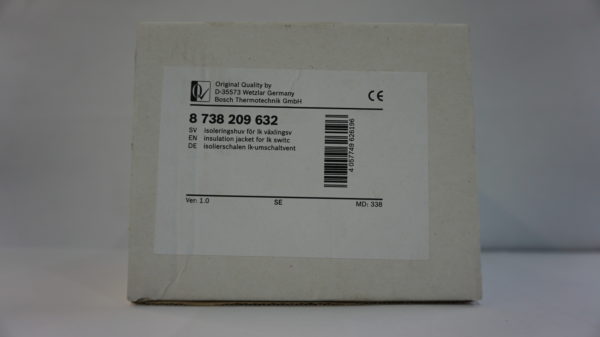 Original Quality by
D-35573 Wetzlar Germany
Bosch Thermotechnik GmbH
CE
8 738 209 632
SV isoleringshuv för lk växlingsv
EN insulation jacket for lk switc
DE isolierschalen lk-umschaltvent
4 057749 626196
Ver: 1.0 SE MD: 338